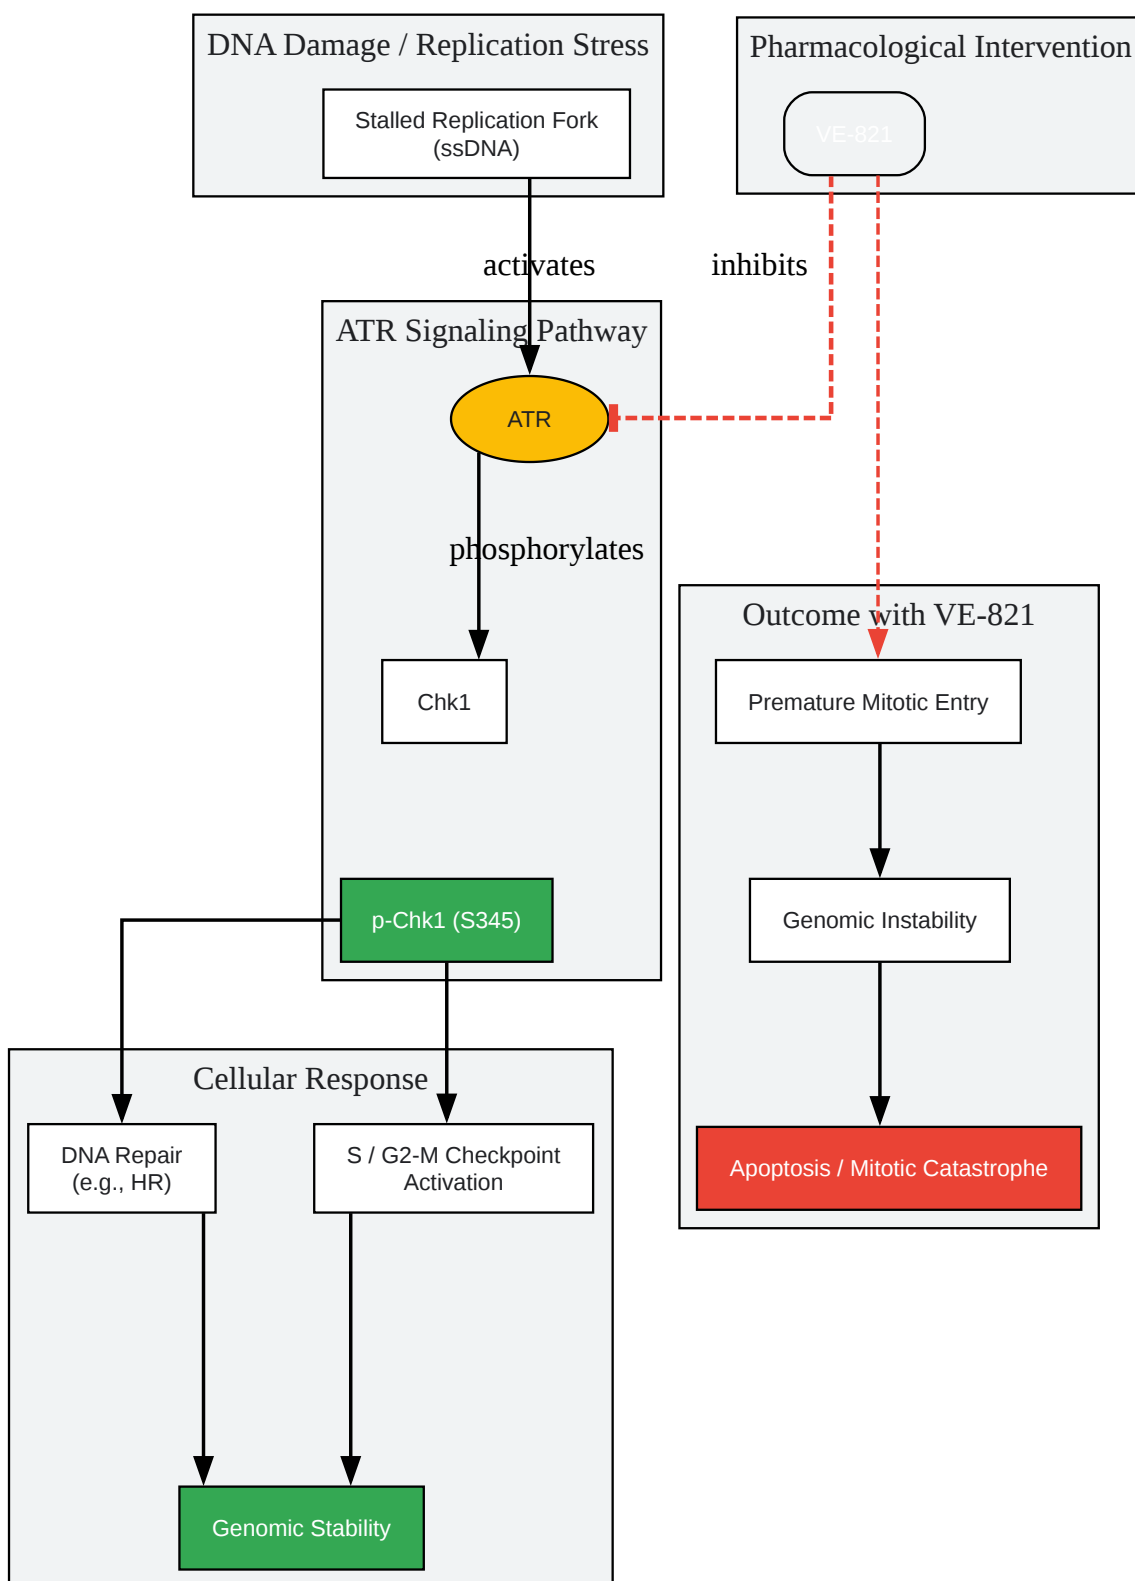 DNA Damage / Replication Stress
Stalled Replication Fork
(ssDNA)
Pharmacological Intervention
VE-821
activates
inhibits
ATR Signaling Pathway
ATR
phosphorylates
Chk1
p-Chk1 (S345)
Outcome with VE-821
Premature Mitotic Entry
Genomic Instability
Apoptosis / Mitotic Catastrophe
Cellular Response
DNA Repair
(e.g., HR)
S / G2-M Checkpoint
Activation
Genomic Stability